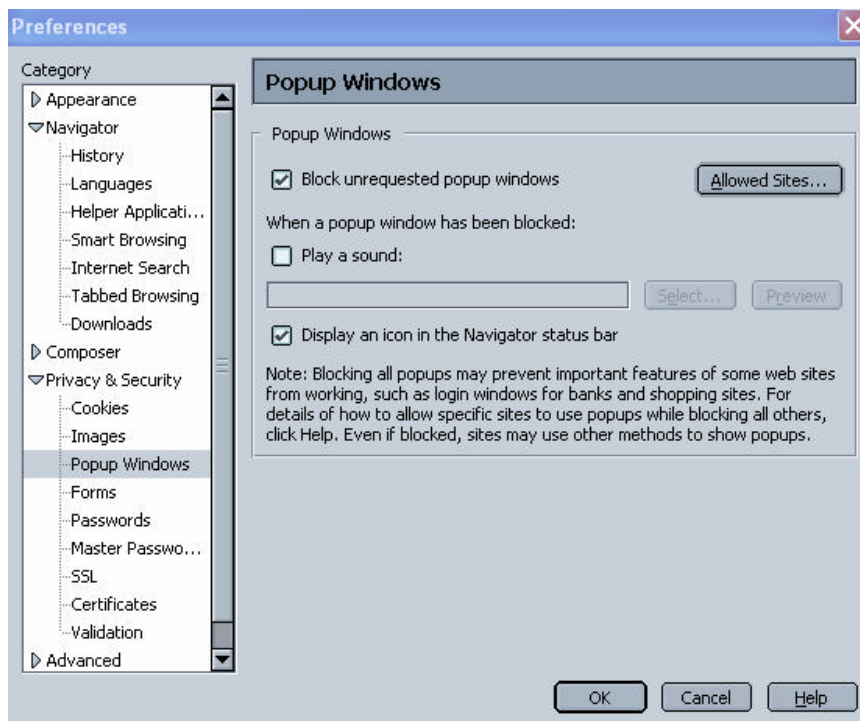 Preferences
Category
Appearance
Navigator
History
Languages
Helper Applicati...
Smart Browsing
Internet Search
Tabbed Browsing
Downloads
Composer
Privacy & Security
Cookies
Images
Popup Windows
Forms
Passwords
Master Passwo...
SSL
Certificates
Validation
Advanced
Popup Windows
Popup Windows
Block unrequested popup windows
Allowed Sites...
When a popup window has been blocked:
Play a sound:
Select...
Preview
Display an icon in the Navigator status bar
Note: Blocking all popups may prevent important features of some web sites
from working, such as login windows for banks and shopping sites. For
details of how to allow specific sites to use popups while blocking all others,
click Help. Even if blocked, sites may use other methods to show popups.
OK
Cancel
Help